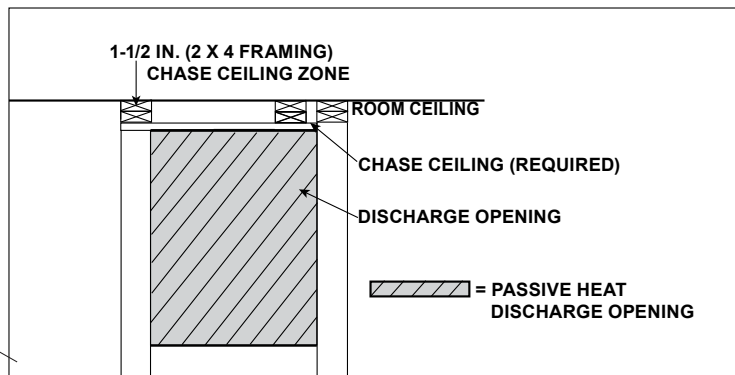 1-1/2 IN. (2 X 4 FRAMING)
CHASE CEILING ZONE
ROOM CEILING
CHASE CEILING (REQUIRED)
DISCHARGE OPENING
= PASSIVE HEAT
DISCHARGE OPENING